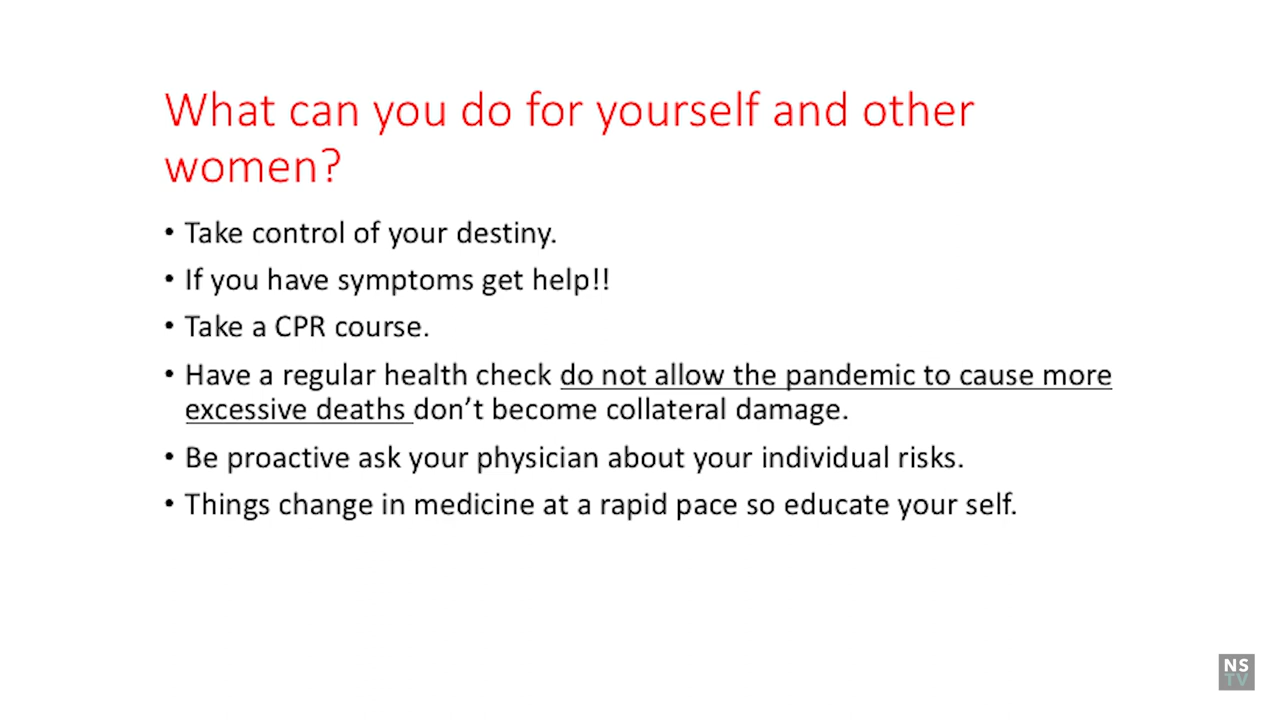 What can you do for yourself and other
women?
• Take control of your destiny.
• If you have symptoms get help!!
• Take a CPR course.
• Have a regular health check do not allow the pandemic to cause more
excessive deaths don’t become collateral damage.
• Be proactive ask your physician about your individual risks.
• Things change in medicine at a rapid pace so educate your self.
NS
TV